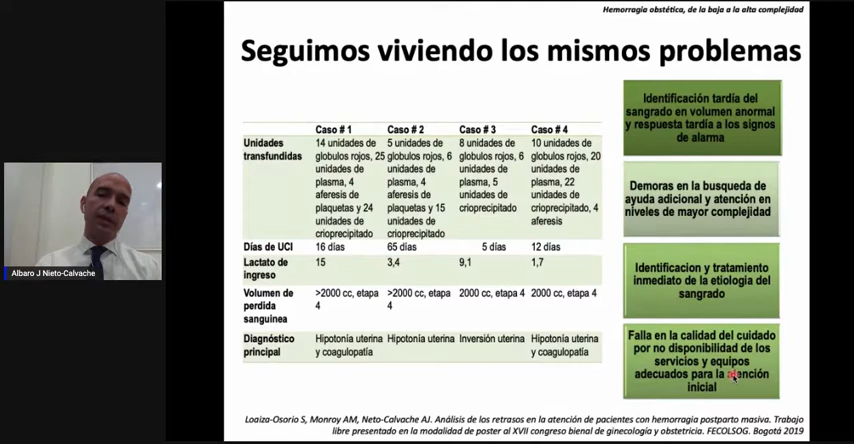 Hemorragia obstética, de la baja a la alta complejidad
Seguimos viviendo los mismos problemas
Caso # 1 Caso # 2 Caso # 3 Caso # 4
Unidades transfundidas
14 unidades de globulos rojos, 25 unidades de plasma, 4 aferesis de plaquetas y 24 unidades de crioprecipitado
5 unidades de globulos rojos, 6 unidades de plasma, 4 aferesis de plaquetas y 15 unidades de crioprecipitado
8 unidades de globulos rojos, 6 unidades de plasma, 5 unidades de crioprecipitado
10 unidades de globulos rojos, 20 unidades de plasma, 22 unidades de crioprecipitado, 4 aferesis
Días de UCI 16 días 65 días 5 días 12 días
Lactato de ingreso 15 3,4 9,1 1,7
Volumen de perdida sanguinea >2000 cc, etapa 4 >2000 cc, etapa 4 2000 cc, etapa 4 2000 cc, etapa 4
Diagnóstico principal Hipotonía uterina y coagulopatía Hipotonía uterina Inversión uterina Hipotonía uterina y coagulopatía
Identificación tardía del
sangrado en volumen anormal
y respuesta tardía a los signos
de alarma
Demoras en la busqueda de
ayuda adicional y atención en
niveles de mayor complejidad
Identificacion y tratamiento
inmediato de la etiologia del
sangrado
Falla en la calidad del cuidado
por no disponibilidad de los
servicios y equipos
adecuados para la atención
inicial
Albaro J Nieto-Calvache
Loaiza-Osorio S, Monroy AM, Neto-Calvache AJ. Análisis de los retrasos en la atención de pacientes con hemorragia postparto masiva. Trabajo
libre presentado en la modalidad de poster al XVII congreso bienal de ginecología y obstetricia. FECOLSOG. Bogotá 2019